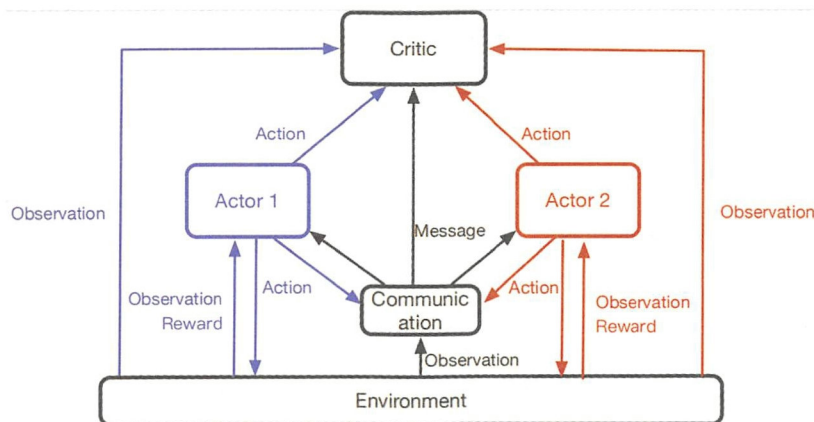 Critic
Action
Action
Actor 1
Actor 2
Observation
Message
Observation
Observation
Reward
Action
Communic
ation
Action
Observation
Reward
Observation
Environment